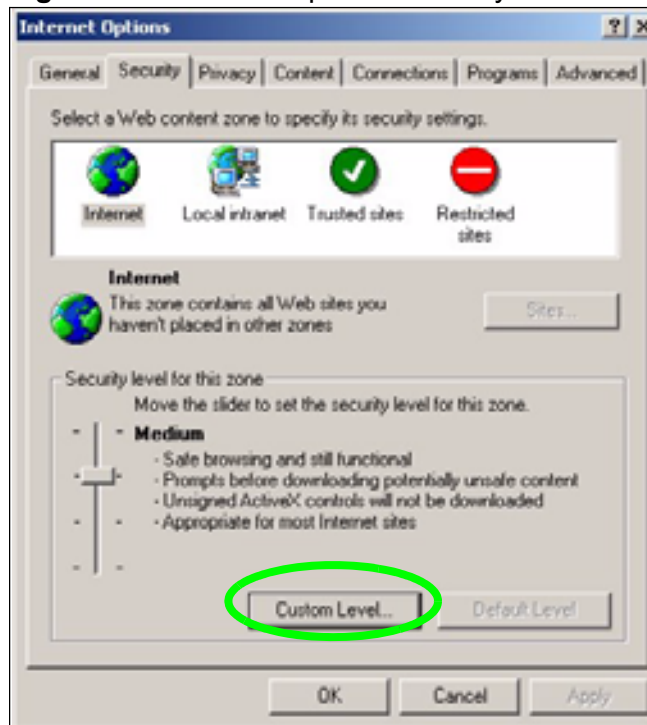 Internet Options
General Security Privacy Content Connections Programs Advanced
Select a Web content zone to specify its security settings.
Internet Local intranet Trusted sites Restricted sites
Internet
This zone contains all Web sites you
haven't placed in other zones
Sites...
Security level for this zone
Move the slider to set the security level for this zone.
Medium
- Safe browsing and still functional
- Prompts before downloading potentially unsafe content
- Unsigned ActiveX controls will not be downloaded
- Appropriate for most Internet sites
Custom Level... Default Level
OK Cancel Apply